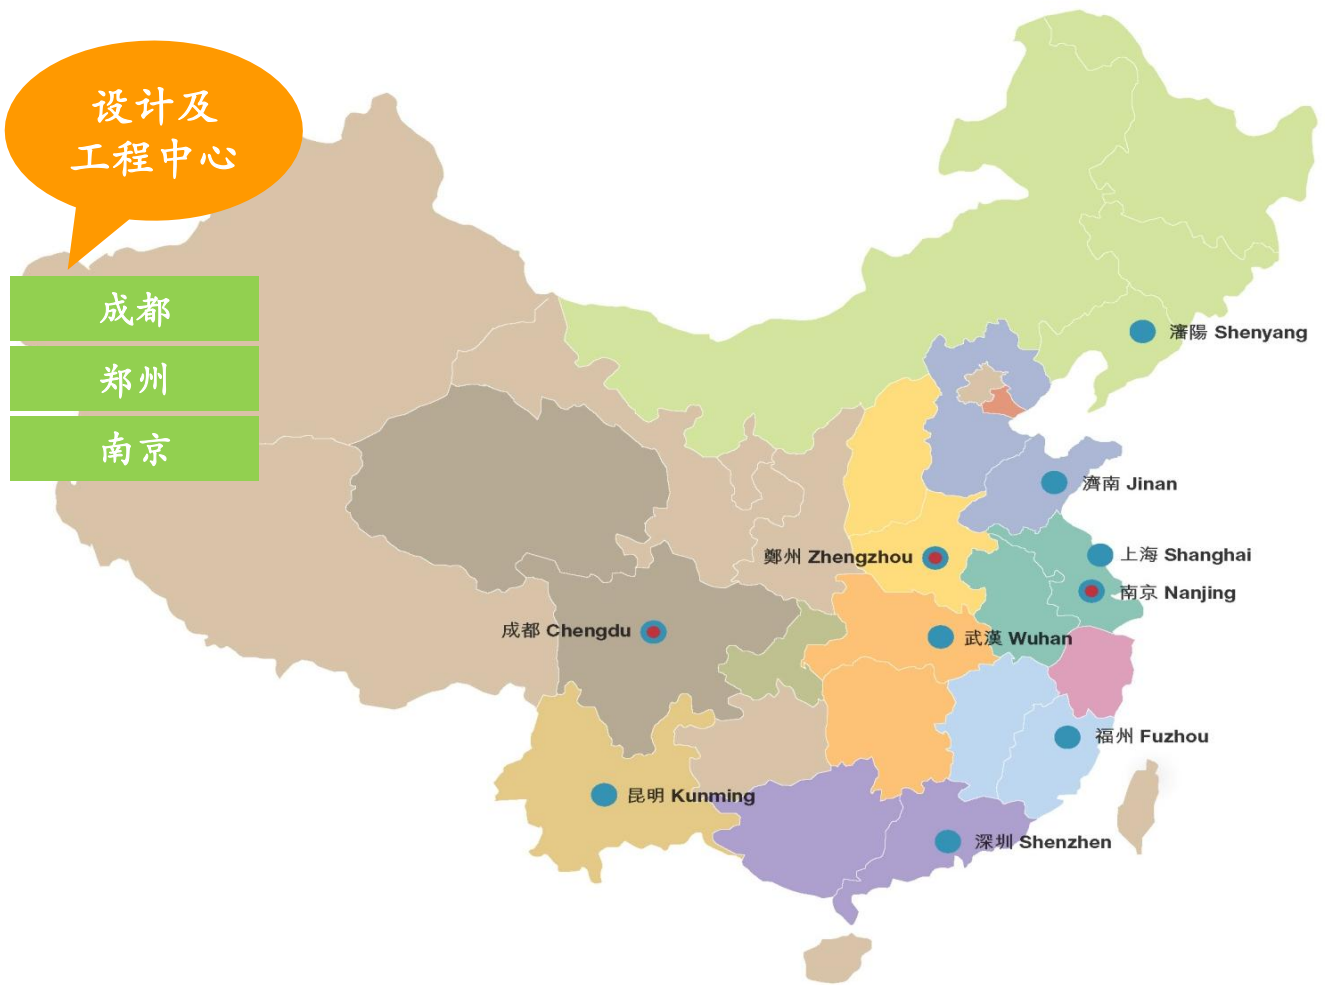 设计及
工程中心
成都
郑州
南京
瀋陽 Shenyang
濟南 Jinan
上海 Shanghai
鄭州 Zhengzhou
南京 Nanjing
成都 Chengdu
武漢 Wuhan
福州 Fuzhou
昆明 Kunming
深圳 Shenzhen